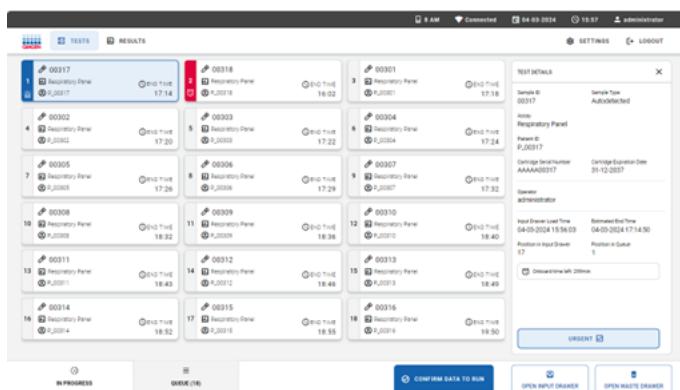 8 AM Connected 04-03-2024 15:57 administrator
TESTS RESULTS SETTINGS LOGOUT
1 00317
Respiratory Panel END TIME
P_00317 17:14
2 00318
Respiratory Panel END TIME
P_00318 16:02
3 00301
Respiratory Panel END TIME
P_00301 17:18
4 00302
Respiratory Panel END TIME
P_00302 17:20
5 00303
Respiratory Panel END TIME
P_00303 17:22
6 00304
Respiratory Panel END TIME
P_00304 17:24
7 00305
Respiratory Panel END TIME
P_00305 17:26
8 00306
Respiratory Panel END TIME
P_00306 17:29
9 00307
Respiratory Panel END TIME
P_00307 17:32
10 00308
Respiratory Panel END TIME
P_00308 18:32
11 00309
Respiratory Panel END TIME
P_00309 18:36
12 00310
Respiratory Panel END TIME
P_00310 18:40
13 00311
Respiratory Panel END TIME
P_00311 18:43
14 00312
Respiratory Panel END TIME
P_00312 18:46
15 00313
Respiratory Panel END TIME
P_00313 18:49
16 00314
Respiratory Panel END TIME
P_00314 18:52
17 00315
Respiratory Panel END TIME
P_00315 18:55
18 00316
Respiratory Panel END TIME
P_00316 19:50
TEST DETAILS
Sample ID Sample Type
00317 Autodetected
Assay
Respiratory Panel
Patient ID
P_00317
Cartridge Serial Number Cartridge Expiration Date
AAAAA00317 31-12-2037
Operator
administrator
Input Drawer Load Time Estimated End Time
04-03-2024 15:56:03 04-03-2024 17:14:50
Position in Input Drawer Position in Queue
17 1
Onboard time left: 299min
URGENT
IN PROGRESS QUEUE (18) CONFIRM DATA TO RUN OPEN INPUT DRAWER OPEN WASTE DRAWER